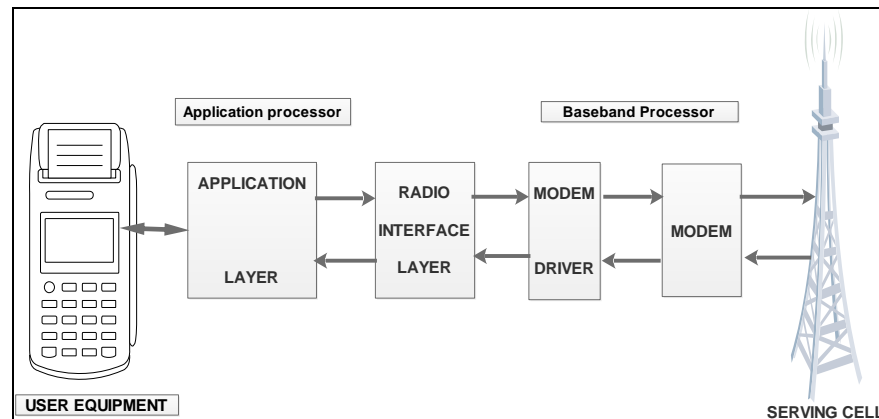 Application processor
Baseband Processor
APPLICATION
LAYER
RADIO
INTERFACE
LAYER
MODEM
DRIVER
MODEM
USER EQUIPMENT
SERVING CELL